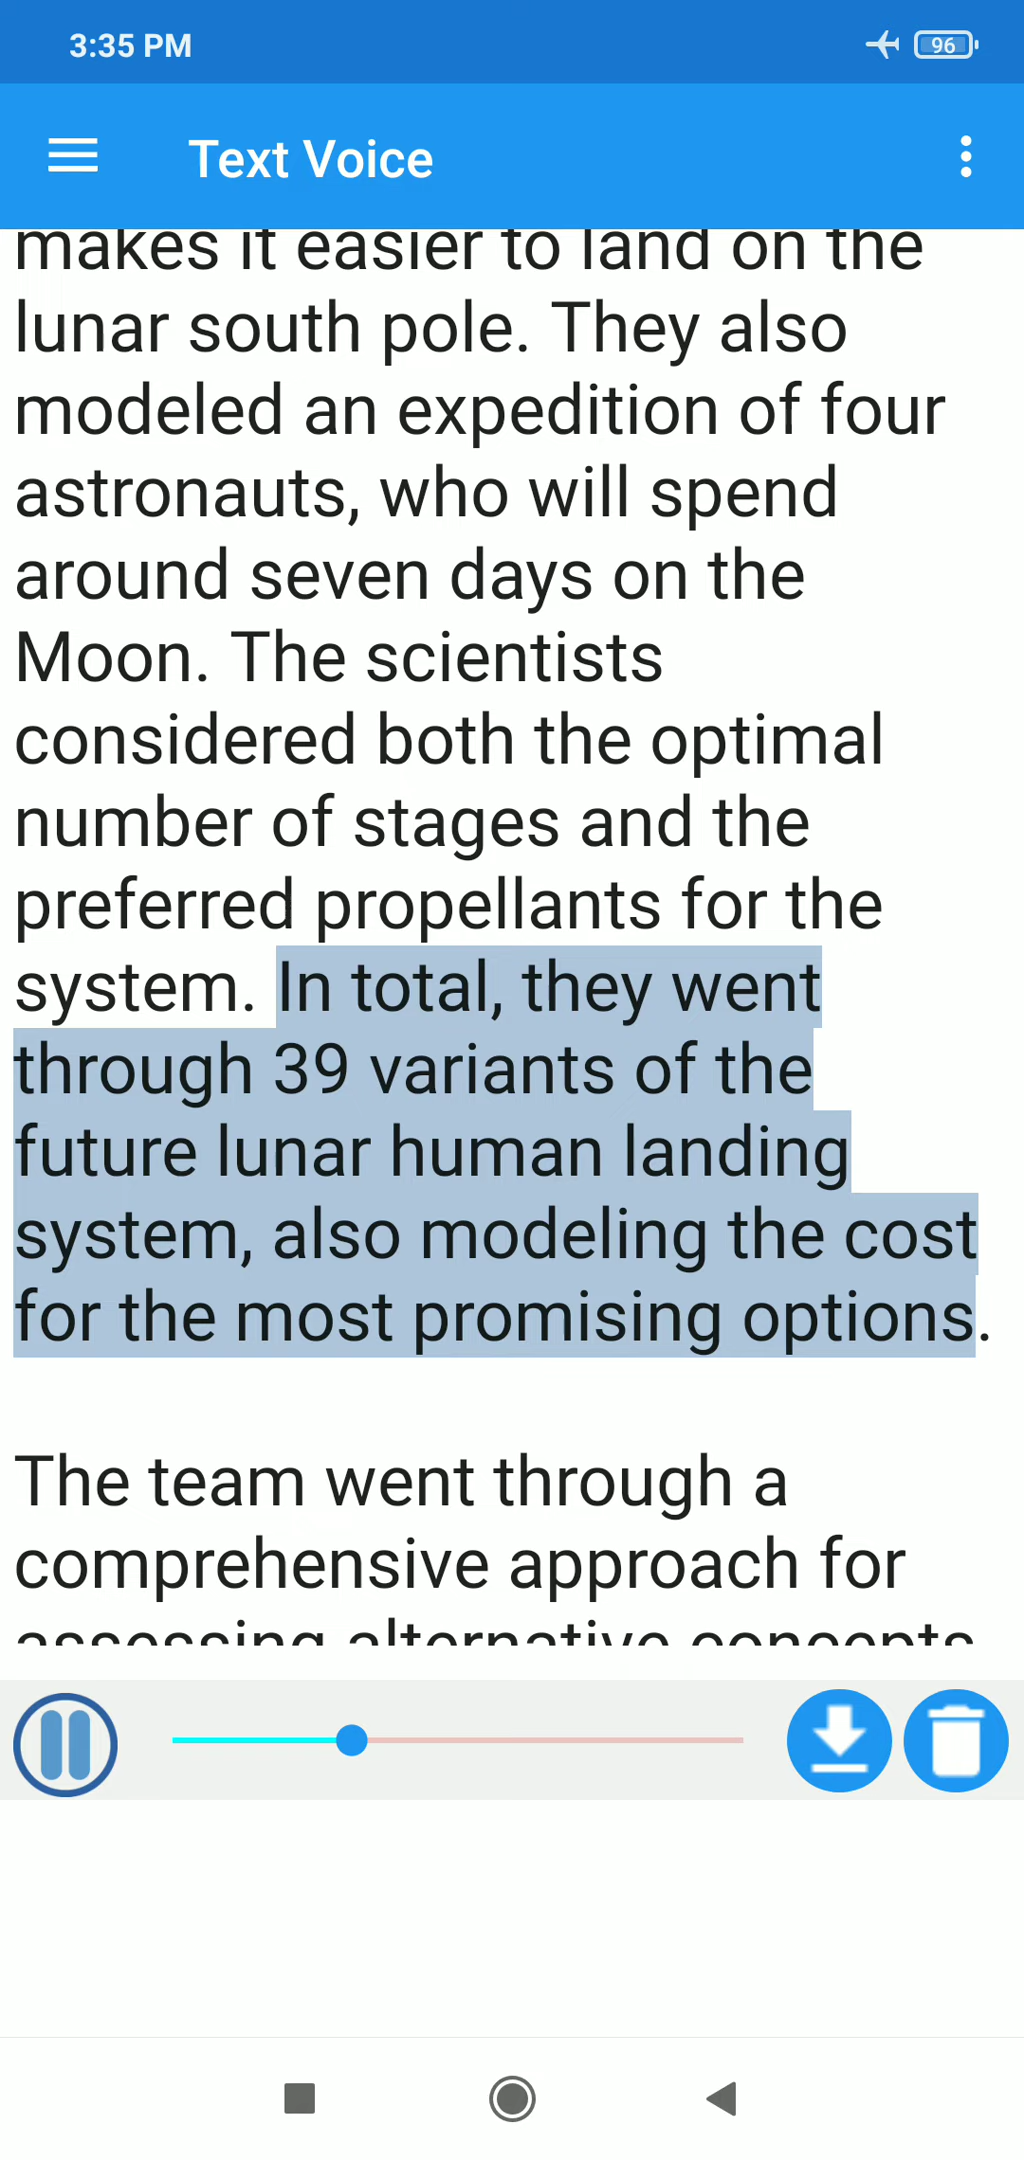 3:35 PM
96
Text Voice
makes it easier to land on the
lunar south pole. They also
modeled an expedition of four
astronauts, who will spend
around seven days on the
Moon. The scientists
considered both the optimal
number of stages and the
preferred propellants for the
system. In total, they went
through 39 variants of the
future lunar human landing
system, also modeling the cost
for the most promising options.
The team went through a
comprehensive approach for
assessing alternative concepts